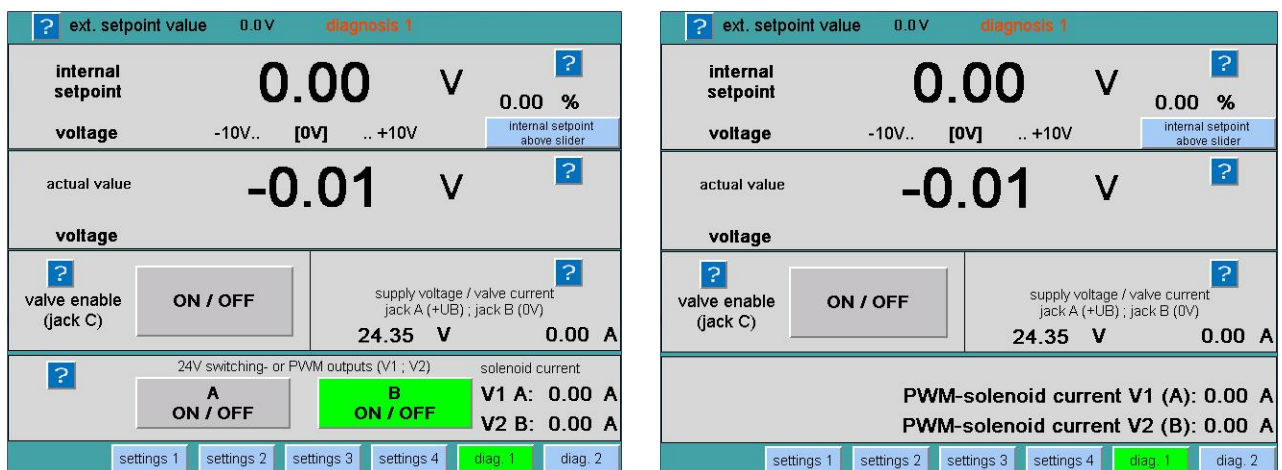 ? ext. setpoint value 0.0 V diagnosis 1
internal setpoint 0.00 V ?
0.00 %
voltage -10V.. [0V] .. +10V internal setpoint above slider
actual value -0.01 V ?
voltage
? ?
valve enable (jack C) ON / OFF
supply voltage / valve current
jack A (+UB) ; jack B (0V)
24.35 V 0.00 A
? 24V switching- or PWM outputs (V1 ; V2) solenoid current
A ON / OFF B ON / OFF
V1 A: 0.00 A
V2 B: 0.00 A
settings 1 settings 2 settings 3 settings 4 diag. 1 diag. 2
? ext. setpoint value 0.0 V diagnosis 1
internal setpoint 0.00 V ?
0.00 %
voltage -10V.. [0V] .. +10V internal setpoint above slider
actual value -0.01 V ?
voltage
? ?
valve enable (jack C) ON / OFF
supply voltage / valve current
jack A (+UB) ; jack B (0V)
24.35 V 0.00 A
PWM-solenoid current V1 (A): 0.00 A
PWM-solenoid current V2 (B): 0.00 A
settings 1 settings 2 settings 3 settings 4 diag. 1 diag. 2